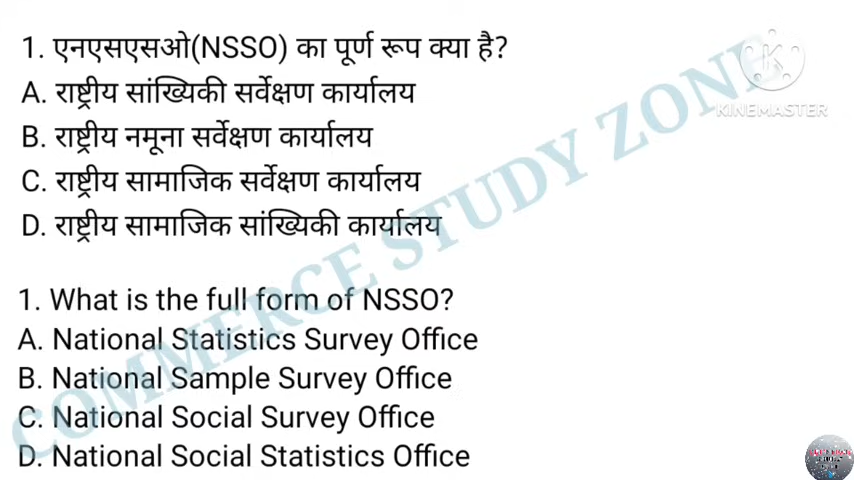 1. एनएसएसओ(NSSO) का पूर्ण रूप क्या है?
A. राष्ट्रीय सांख्यिकी सर्वेक्षण कार्यालय
B. राष्ट्रीय नमूना सर्वेक्षण कार्यालय
C. राष्ट्रीय सामाजिक सर्वेक्षण कार्यालय
D. राष्ट्रीय सामाजिक सांख्यिकी कार्यालय
1. What is the full form of NSSO?
A. National Statistics Survey Office
B. National Sample Survey Office
C. National Social Survey Office
D. National Social Statistics Office
COMMERCE STUDY ZONE
KINEMASTER